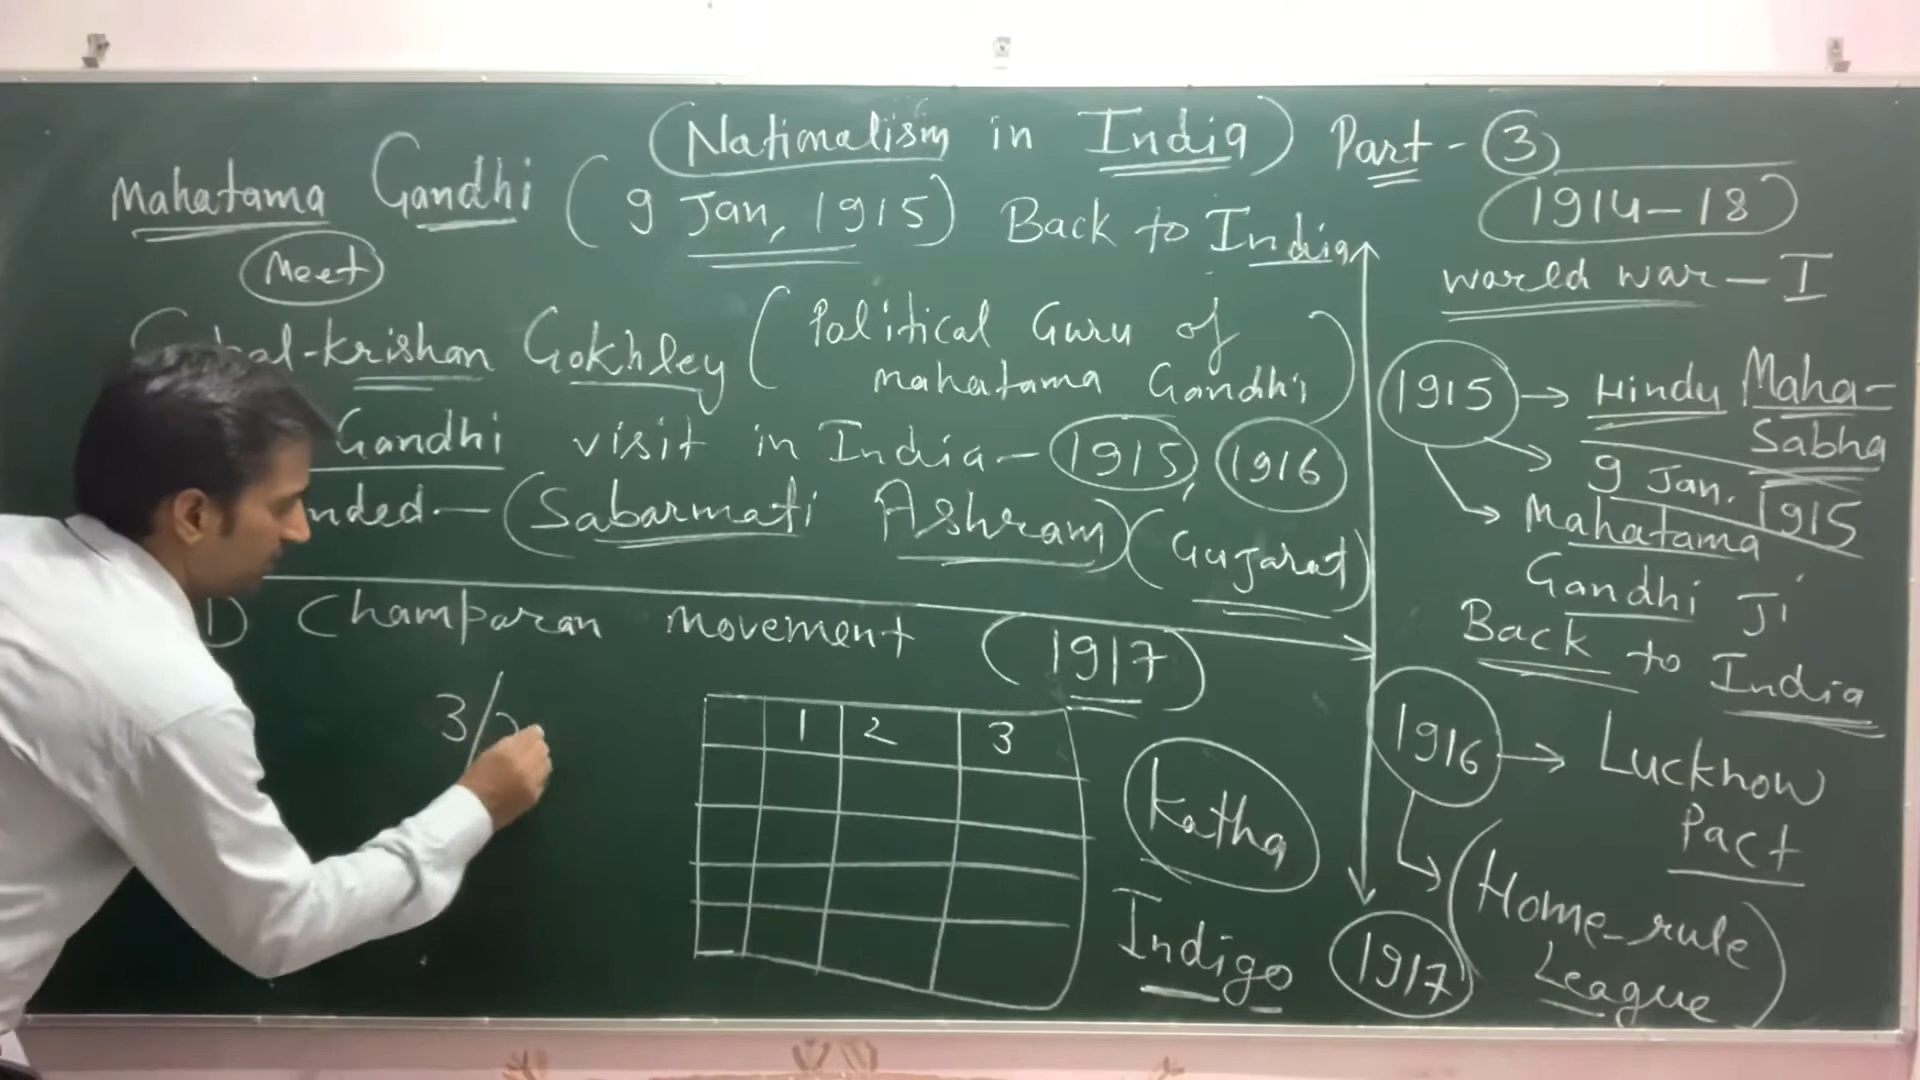 (Nationalism in India) Part - 3
Mahatama Gandhi (9 Jan, 1915) Back to India
Meet
-krishan Gokhley (Political Guru of
mahatama Gandhi)
Gandhi visit in India - 1915, 1916
(Sabarmati Ashram) (Gujarat)
1) Champaran movement (1917)
3/
1 2 3
Katha
Indigo
1914-18
world war - I
1915 → Hindu Maha-
Sabha
→ 9 Jan. 1915
→ Mahatama
Gandhi Ji
Back to India
1916 → Lucknow
Pact
→ (Home-rule
League)
1917